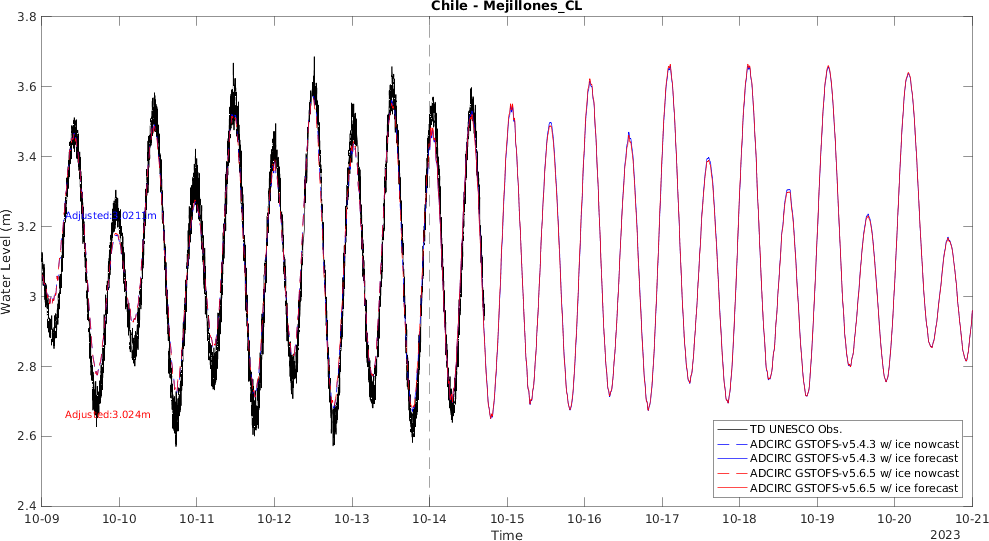 Chile - Mejillones_CL
3.8
3.6
3.4
3.2
3
2.8
2.6
2.4
Water Level (m)
Adjusted:3.0211m
Adjusted:3.024m
TD UNESCO Obs.
ADCIRC GSTOFS-v5.4.3 w/ ice nowcast
ADCIRC GSTOFS-v5.4.3 w/ ice forecast
ADCIRC GSTOFS-v5.6.5 w/ ice nowcast
ADCIRC GSTOFS-v5.6.5 w/ ice forecast
10-09 10-10 10-11 10-12 10-13 10-14 10-15 10-16 10-17 10-18 10-19 10-20 10-21
Time
2023